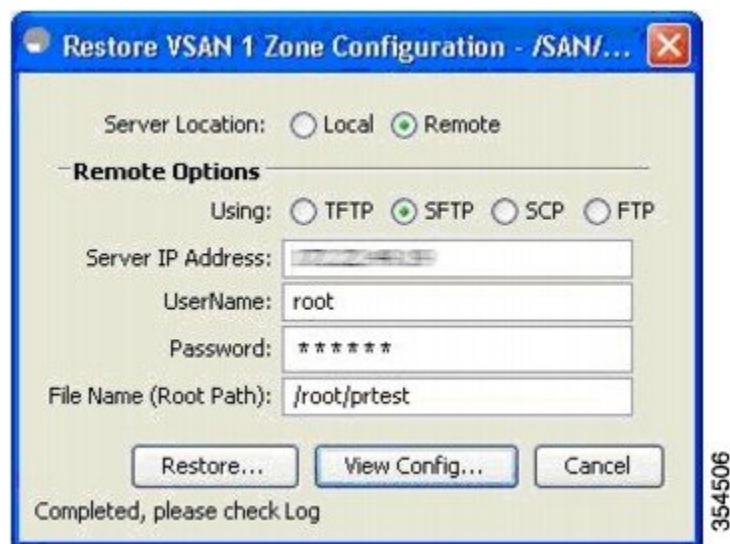 Restore VSAN 1 Zone Configuration - /SAN/...
Server Location: Local Remote
Remote Options
Using: TFTP SFTP SCP FTP
Server IP Address:
UserName: root
Password: ******
File Name (Root Path): /root/prtest
Restore... View Config... Cancel
Completed, please check Log
354506